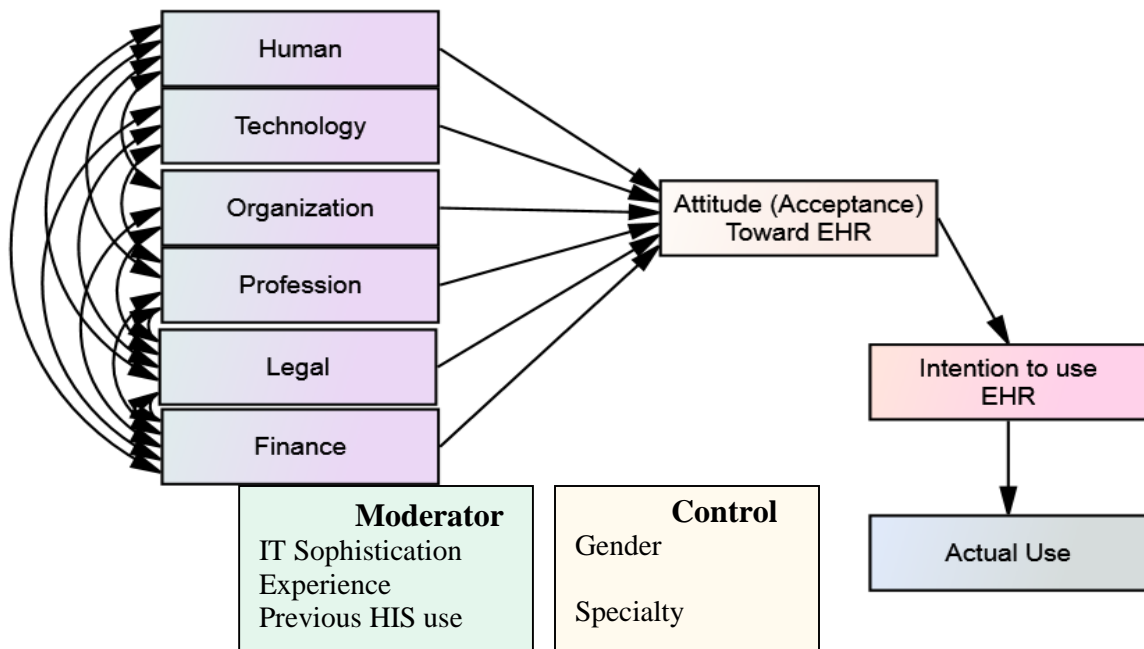 Human
Technology
Organization
Profession
Legal
Finance
Attitude (Acceptance)
Toward EHR
Intention to use
EHR
Actual Use
Moderator
IT Sophistication
Experience
Previous HIS use
Control
Gender
Specialty